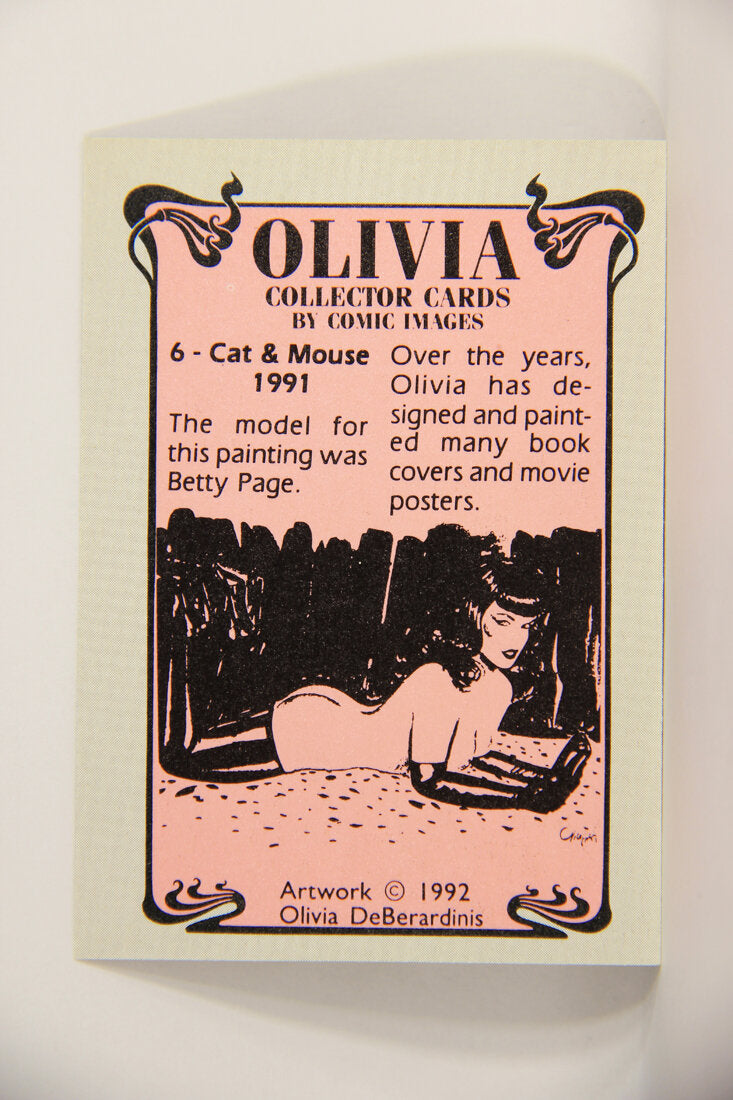 OLIVIA
COLLECTOR CARDS
BY COMIC IMAGES
6 - Cat & Mouse
1991
The model for
this painting was
Betty Page.
Over the years,
Olivia has de-
signed and paint-
ed many book
covers and movie
posters.
Artwork © 1992
Olivia DeBerardinis